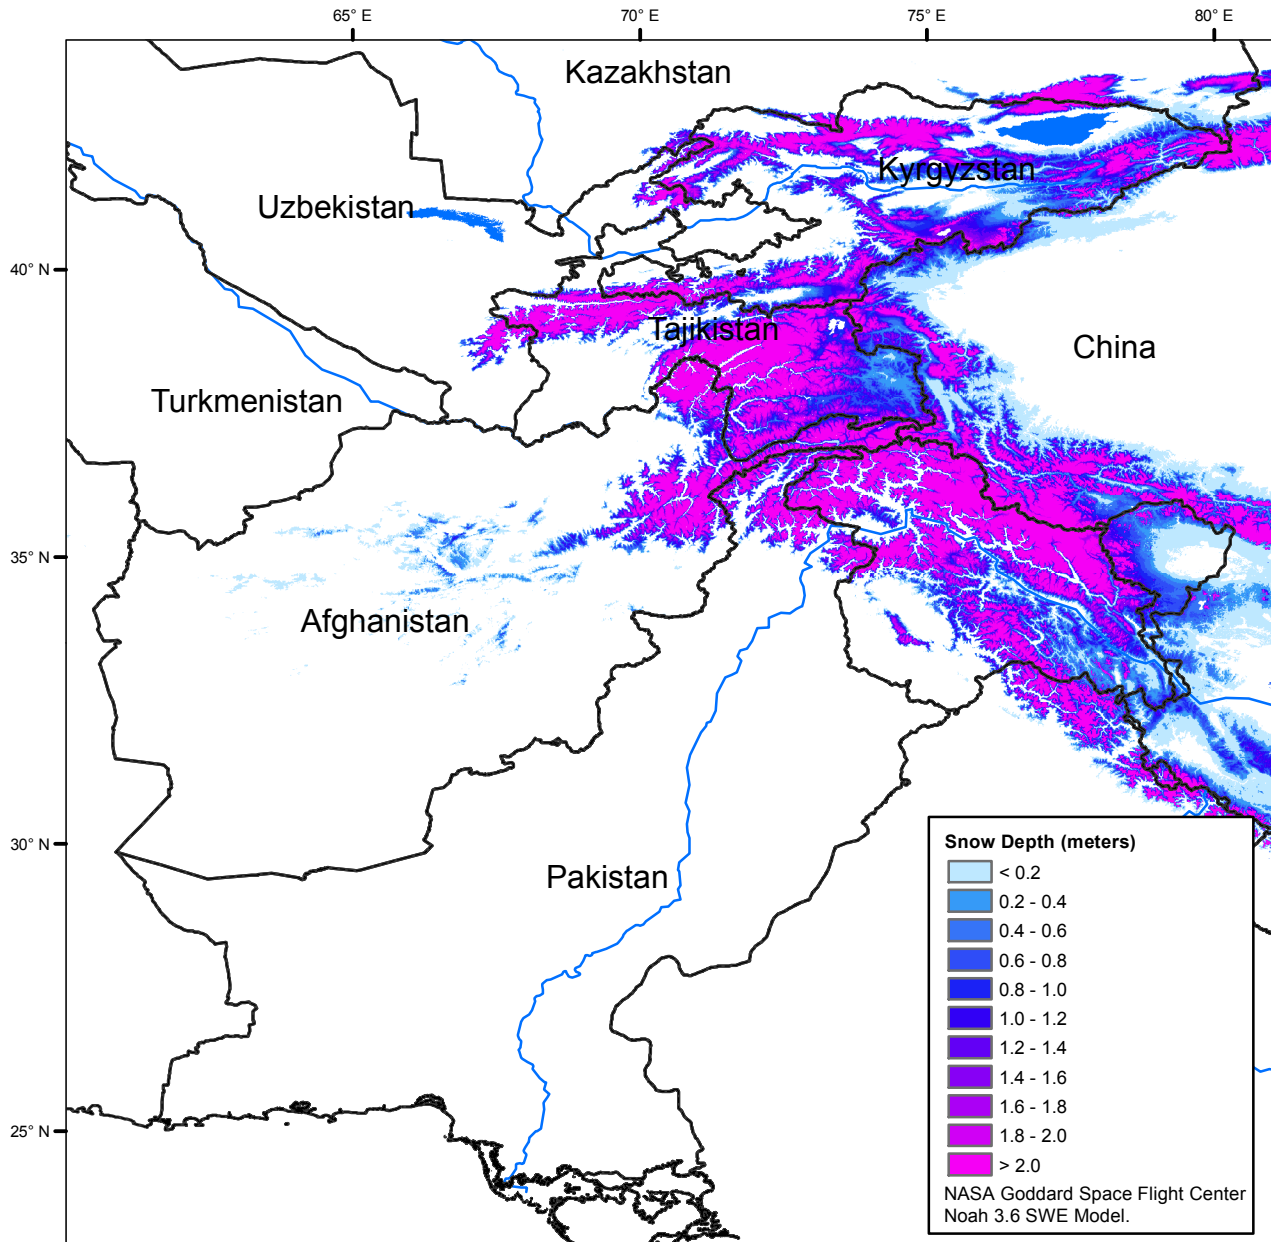 65° E
70° E
75° E
80° E
Kazakhstan
Kyrgyzstan
Uzbekistan
40° N
Tajikistan
China
Turkmenistan
35° N
Afghanistan
30° N
Pakistan
25° N
Snow Depth (meters)
< 0.2
0.2 - 0.4
0.4 - 0.6
0.6 - 0.8
0.8 - 1.0
1.0 - 1.2
1.2 - 1.4
1.4 - 1.6
1.6 - 1.8
1.8 - 2.0
> 2.0
NASA Goddard Space Flight Center
Noah 3.6 SWE Model.